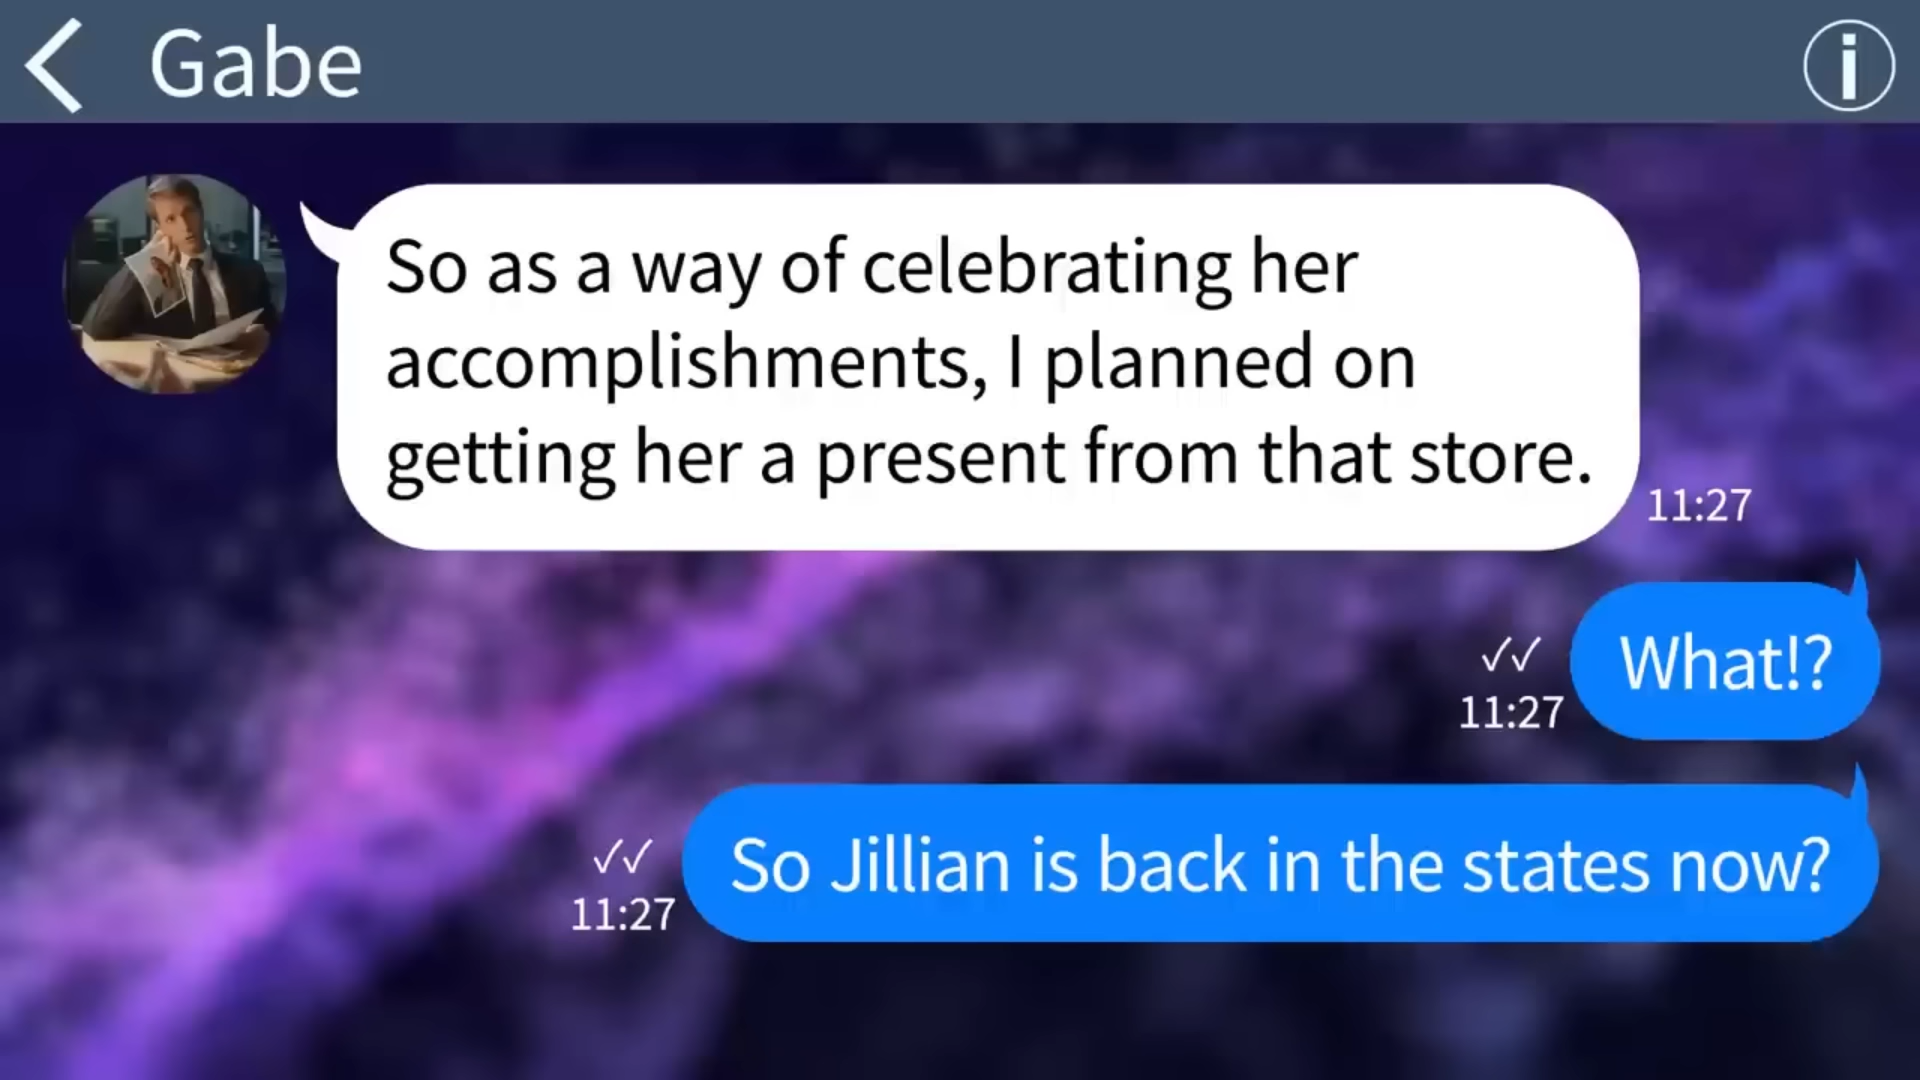 Gabe
So as a way of celebrating her
accomplishments, I planned on
getting her a present from that store.
11:27
What!?
11:27
So Jillian is back in the states now?
11:27